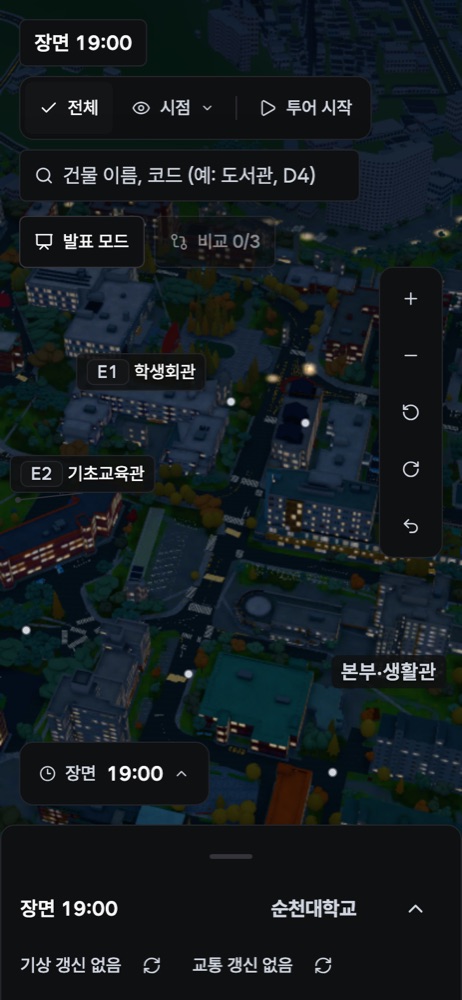 장면 19:00
전체 시점 투어 시작
건물 이름, 코드 (예: 도서관, D4)
발표 모드 비교 0/3
E1 학생회관
E2 기초교육관
본부·생활관
장면 19:00
장면 19:00 순천대학교
기상 갱신 없음 교통 갱신 없음